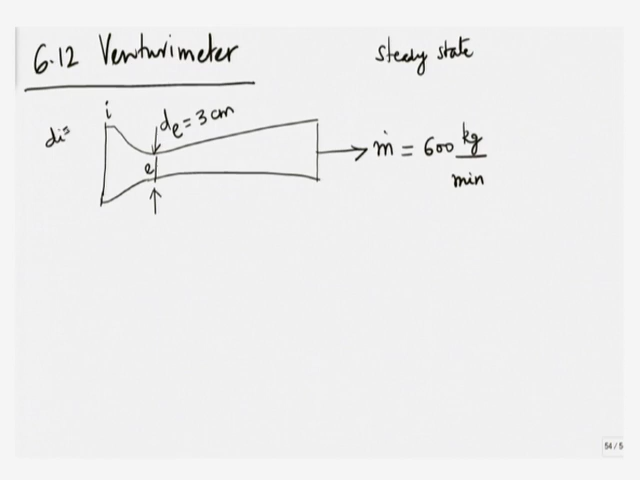 6.12 Venturimeter
steady state
i
di=
de = 3 cm
e
ṁ = 600 kg/min
54 / 5